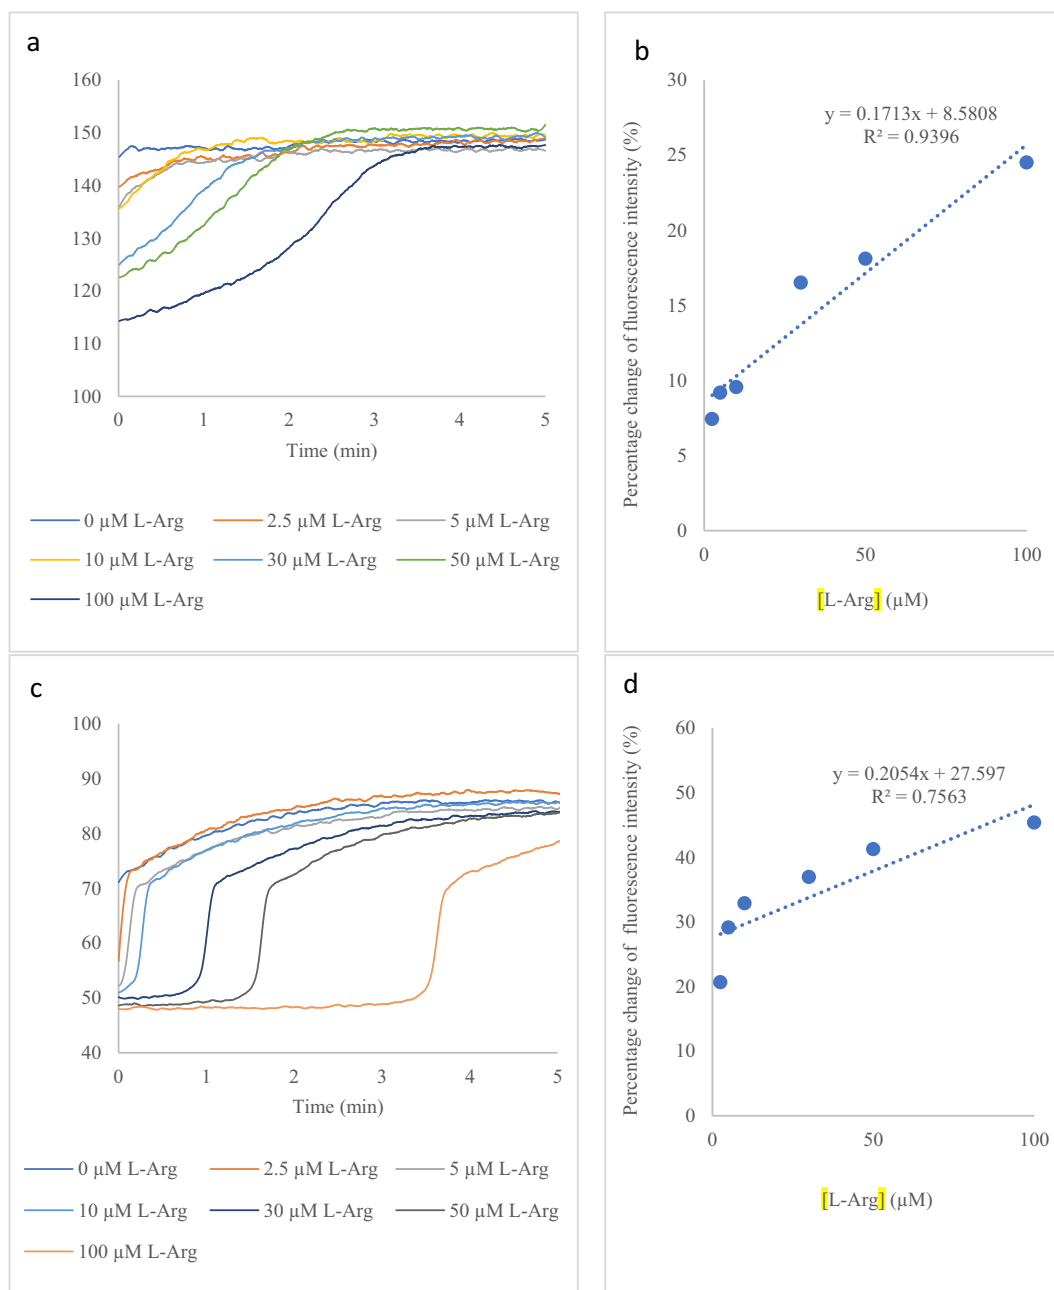 a
160
150
140
130
120
110
100
0 1 2 3 4 5
Time (min)
0 µM L-Arg 2.5 µM L-Arg 5 µM L-Arg
10 µM L-Arg 30 µM L-Arg 50 µM L-Arg
100 µM L-Arg
b
Percentage change of fluorescence intensity (%)
30
25
20
15
10
5
0
y = 0.1713x + 8.5808
R² = 0.9396
0 50 100
[L-Arg] (µM)
c
100
90
80
70
60
50
40
0 1 2 3 4 5
Time (min)
0 µM L-Arg 2.5 µM L-Arg 5 µM L-Arg
10 µM L-Arg 30 µM L-Arg 50 µM L-Arg
100 µM L-Arg
d
Percentage change of fluorescence intensity (%)
60
50
40
30
20
10
0
y = 0.2054x + 27.597
R² = 0.7563
0 50 100
[L-Arg] (µM)